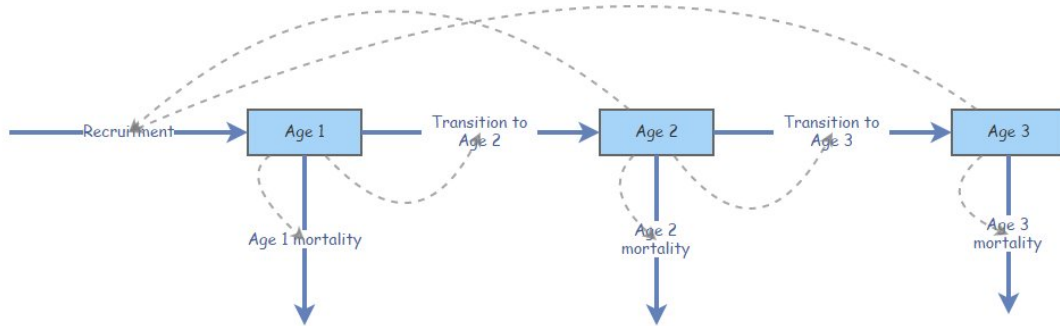 Recruitment
Age 1
Transition to
Age 2
Age 2
Transition to
Age 3
Age 3
Age 1 mortality
Age 2
mortality
Age 3
mortality